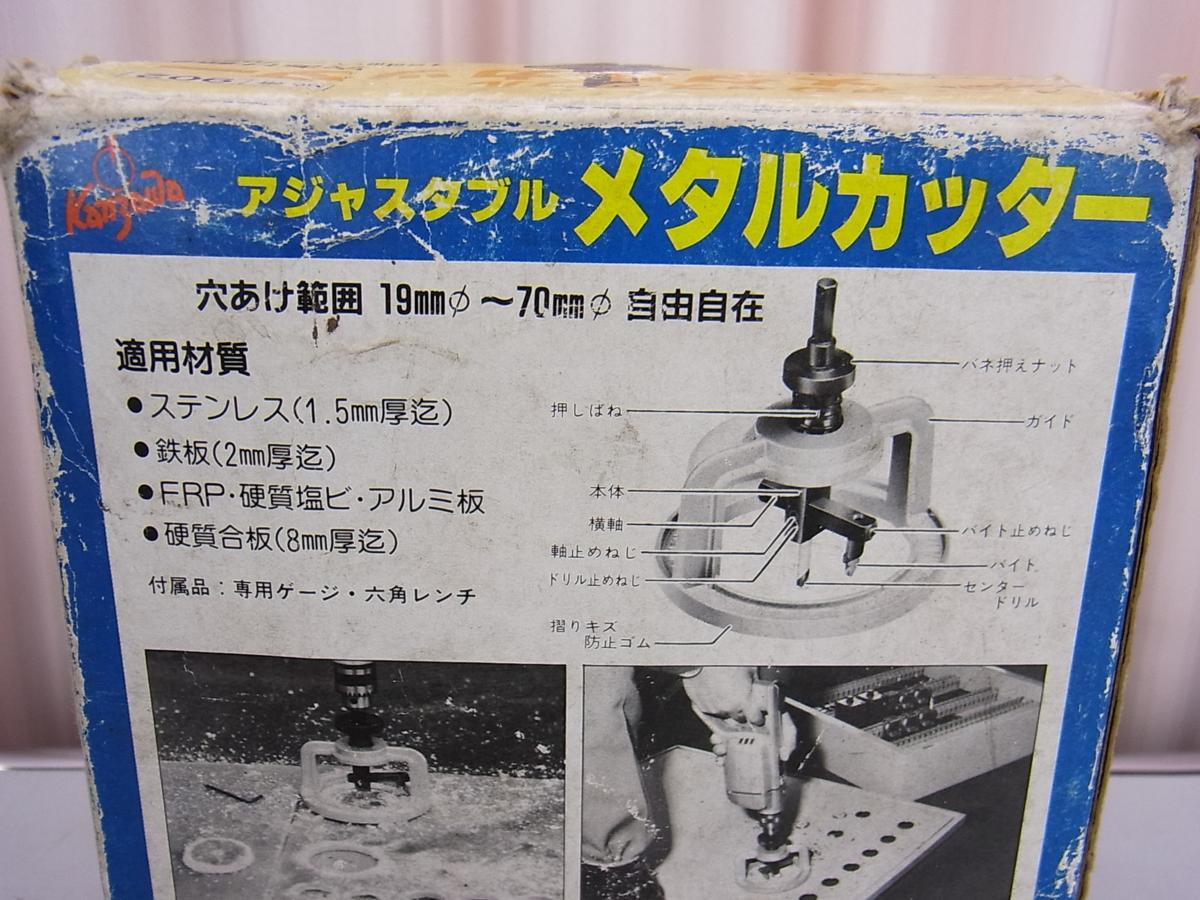 Kanzawa
アジャスタブル メタルカッター
穴あけ範囲 19mmφ ～70mmφ 自由自在
適用材質
●ステンレス(1.5mm厚迄)
●鉄板(2mm厚迄)
●F.R.P・硬質塩ビ・アルミ板
●硬質合板(8mm厚迄)
付属品：専用ゲージ・六角レンチ
バネ押えナット
押しばね
ガイド
本体
横軸
バイト止めねじ
軸止めねじ
バイト
ドリル止めねじ
センター
ドリル
摺りキズ
防止ゴム